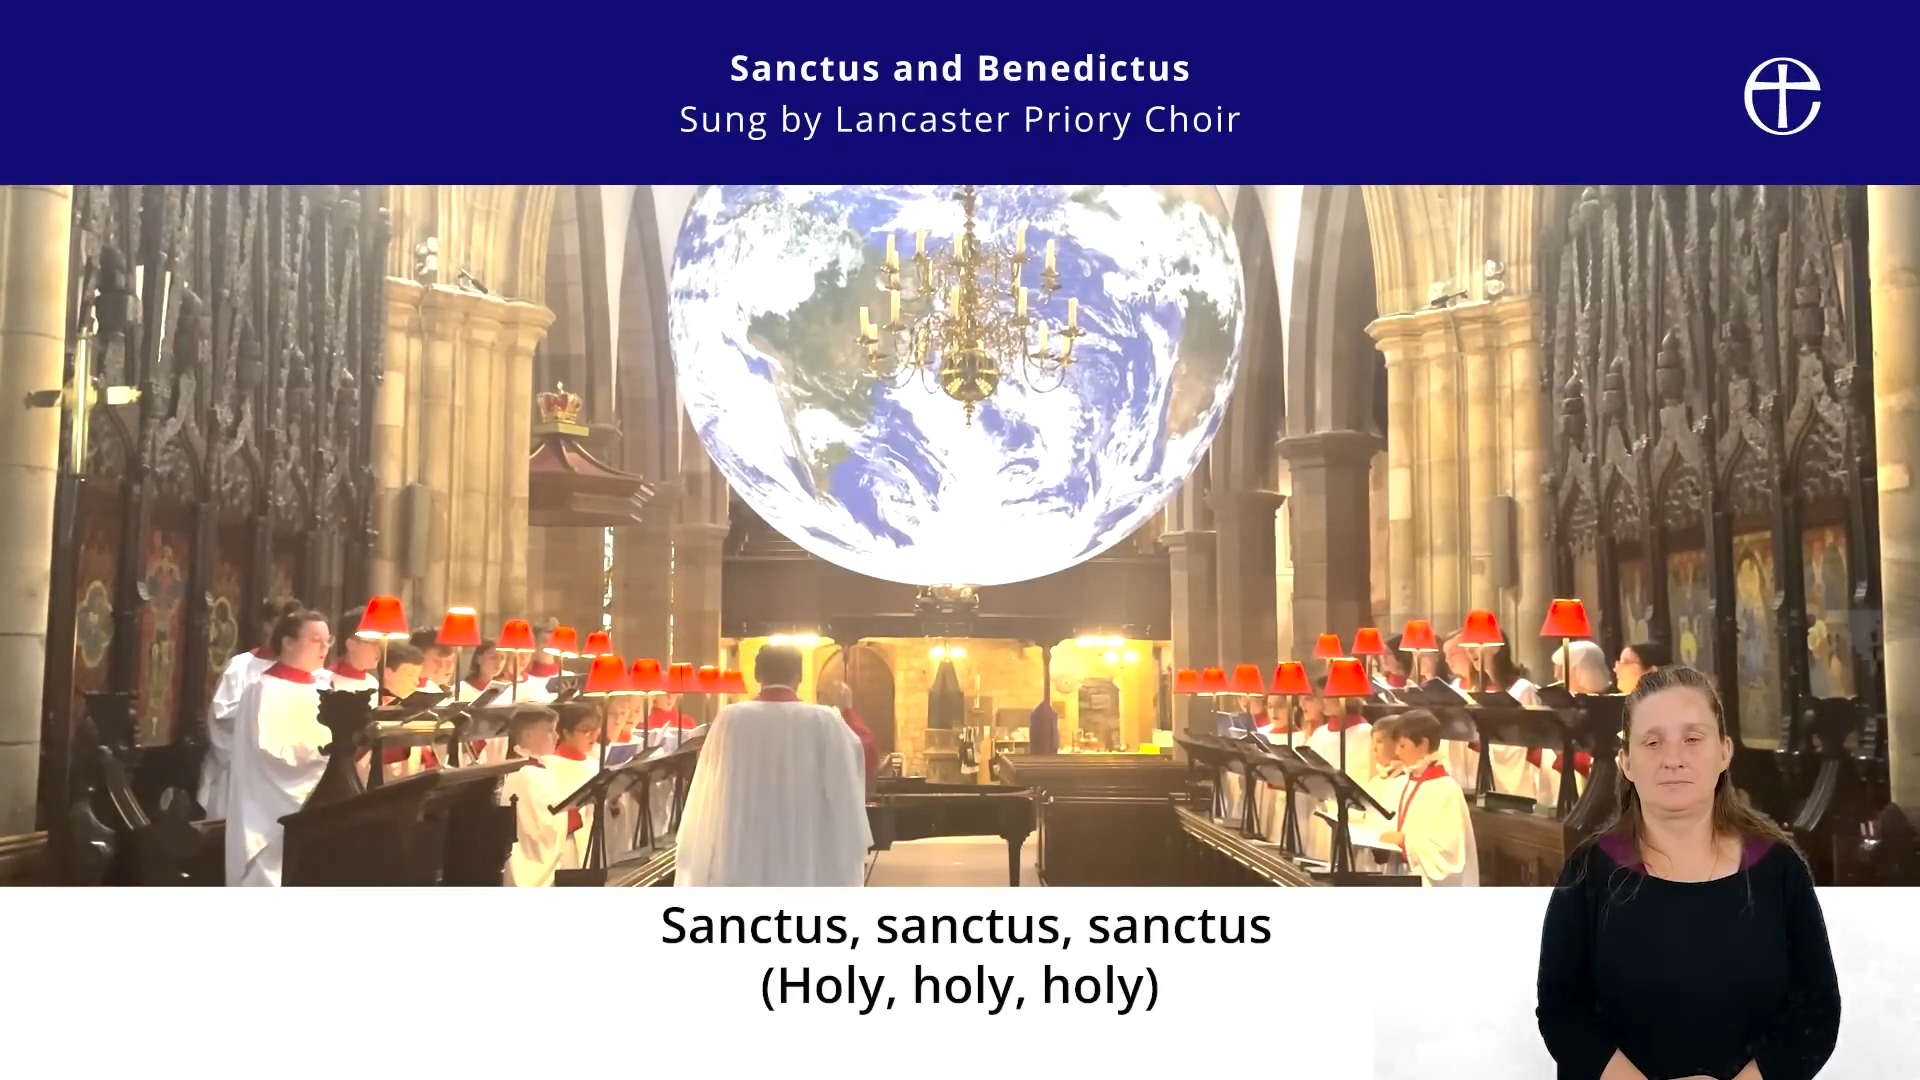 Sanctus and Benedictus
Sung by Lancaster Priory Choir
Sanctus, sanctus, sanctus
(Holy, holy, holy)